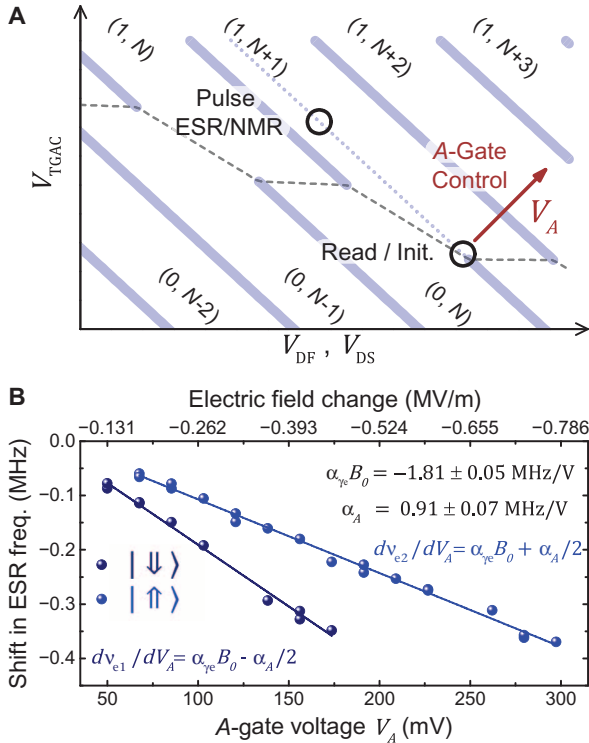 A
(1, N)
(1, N+1)
(1, N+2)
(1, N+3)
Pulse
ESR/NMR
A-Gate
Control
V_A
Read / Init.
(0, N-2)
(0, N-1)
(0, N)
V_TGAC
V_DF , V_DS
B
Electric field change (MV/m)
−0.131 −0.262 −0.393 −0.524 −0.655 −0.786
0.0
−0.1
−0.2
−0.3
−0.4
Shift in ESR freq. (MHz)
α_γe B_0 = −1.81 ± 0.05 MHz/V
α_A = 0.91 ± 0.07 MHz/V
dν_e2 /dV_A = α_γe B_0 + α_A/2
|⇓⟩
|⇑⟩
dν_e1 /dV_A = α_γe B_0 - α_A/2
50 100 150 200 250 300
A-gate voltage V_A (mV)